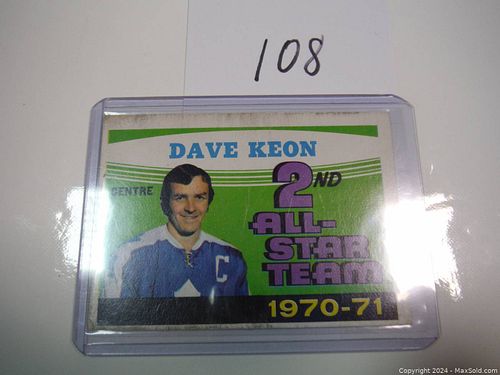 108
DAVE KEON
CENTRE
2ND
ALL-
STAR
TEAM
C
1970-71
Copyright 2024 - MaxSold.com